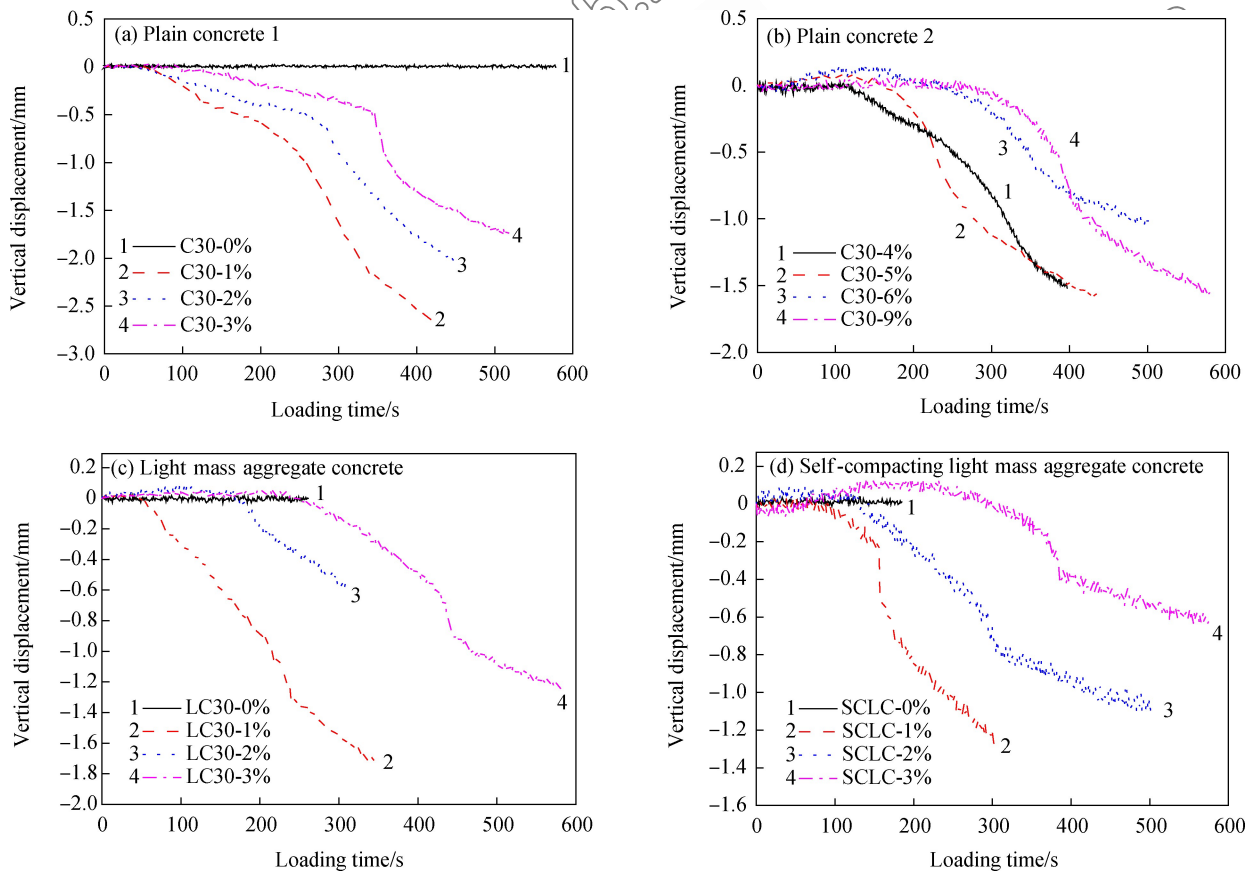 (a) Plain concrete 1
0.5
0
–0.5
–1.0
–1.5
–2.0
–2.5
–3.0
Vertical displacement/mm
1
2
3
4
1 C30-0%
2 C30-1%
3 C30-2%
4 C30-3%
0 100 200 300 400 500 600
Loading time/s
(b) Plain concrete 2
0.5
0
–0.5
–1.0
–1.5
–2.0
Vertical displacement/mm
4
3
1
2
1 C30-4%
2 C30-5%
3 C30-6%
4 C30-9%
0 100 200 300 400 500 600
Loading time/s
(c) Light mass aggregate concrete
0.2
0
–0.2
–0.4
–0.6
–0.8
–1.0
–1.2
–1.4
–1.6
–1.8
–2.0
Vertical displacement/mm
1
3
4
2
1 LC30-0%
2 LC30-1%
3 LC30-2%
4 LC30-3%
0 100 200 300 400 500 600
Loading time/s
(d) Self-compacting light mass aggregate concrete
0.2
0
–0.2
–0.4
–0.6
–0.8
–1.0
–1.2
–1.4
–1.6
Vertical displacement/mm
1
4
3
2
1 SCLC-0%
2 SCLC-1%
3 SCLC-2%
4 SCLC-3%
0 100 200 300 400 500 600
Loading time/s